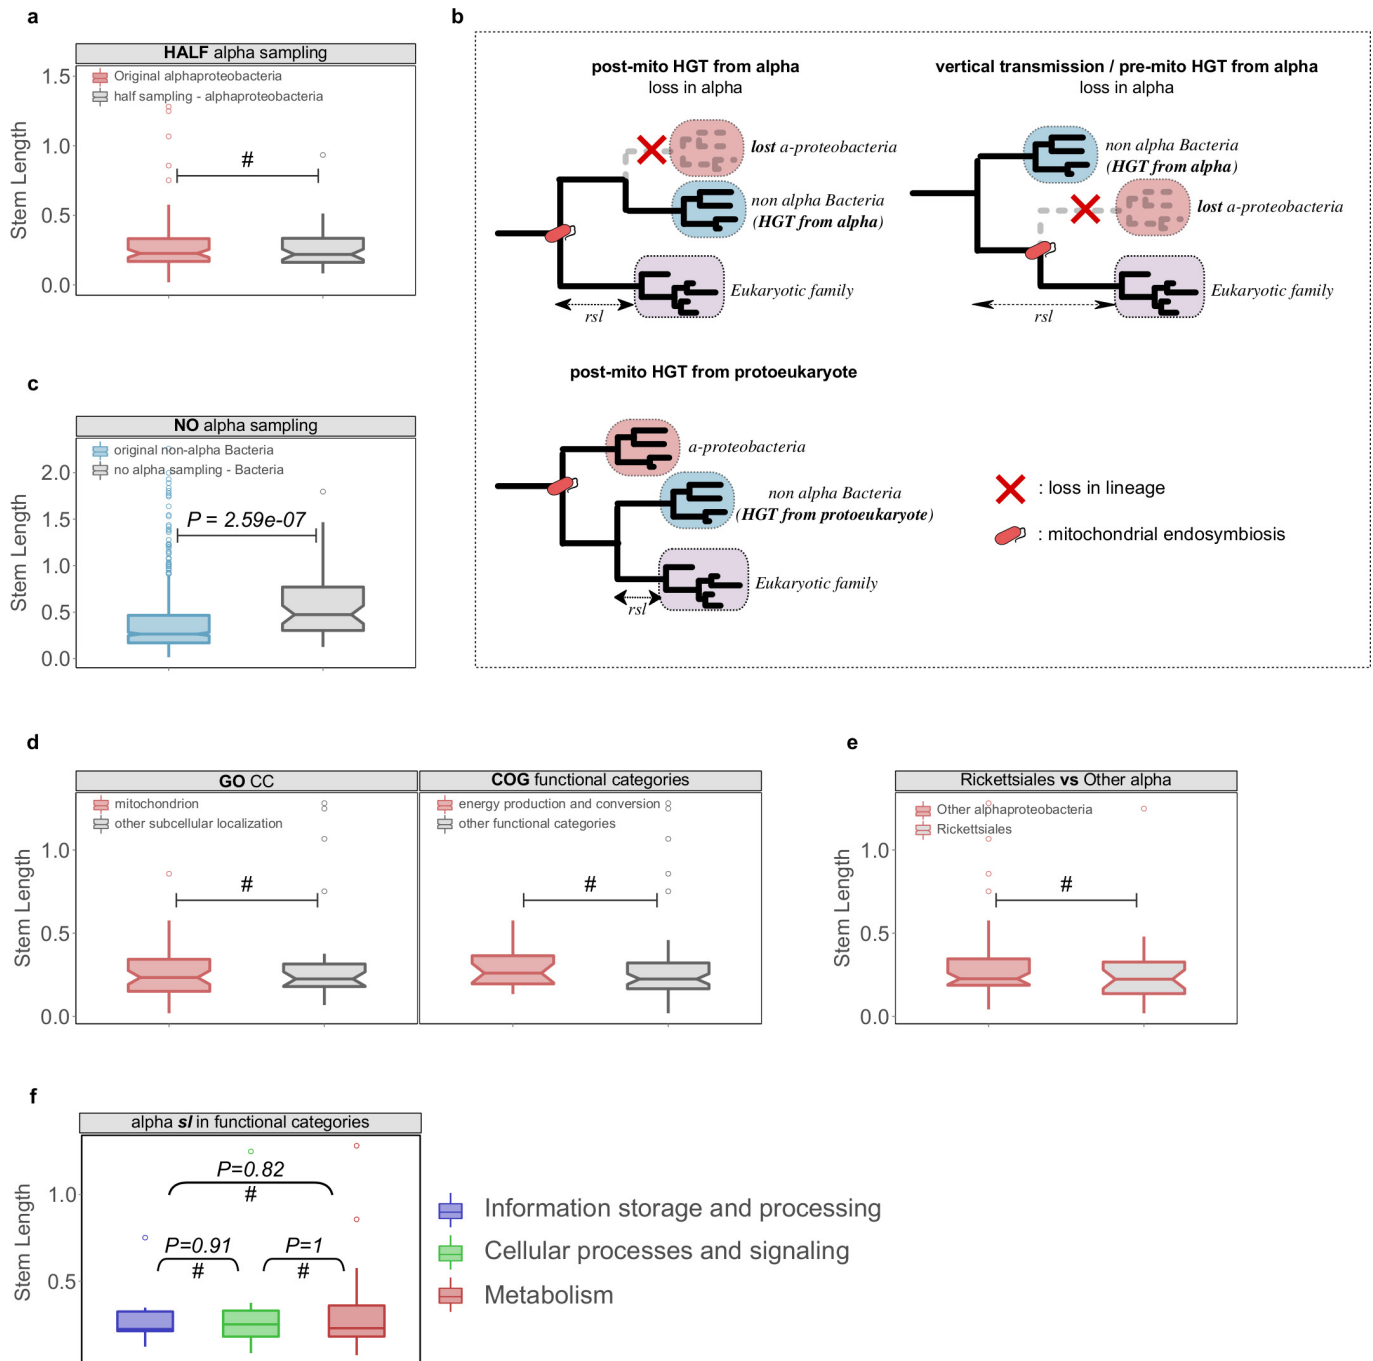 a
HALF alpha sampling
Original alphaproteobacteria
half sampling - alphaproteobacteria
#
Stem Length
1.5
1.0
0.5
0.0
b
post-mito HGT from alpha
loss in alpha
lost a-proteobacteria
non alpha Bacteria
(HGT from alpha)
Eukaryotic family
rsl
vertical transmission / pre-mito HGT from alpha
loss in alpha
non alpha Bacteria
(HGT from alpha)
lost a-proteobacteria
Eukaryotic family
rsl
post-mito HGT from protoeukaryote
a-proteobacteria
non alpha Bacteria
(HGT from protoeukaryote)
Eukaryotic family
rsl
: loss in lineage
: mitochondrial endosymbiosis
c
NO alpha sampling
original non-alpha Bacteria
no alpha sampling - Bacteria
P = 2.59e-07
Stem Length
2.0
1.5
1.0
0.5
0.0
d
GO CC
mitochondrion
other subcellular localization
#
COG functional categories
energy production and conversion
other functional categories
#
Stem Length
1.0
0.5
0.0
e
Rickettsiales vs Other alpha
Other alphaproteobacteria
Rickettsiales
#
Stem Length
1.0
0.5
0.0
f
alpha sl in functional categories
P=0.82
#
P=0.91
#
P=1
#
Stem Length
1.0
0.5
Information storage and processing
Cellular processes and signaling
Metabolism